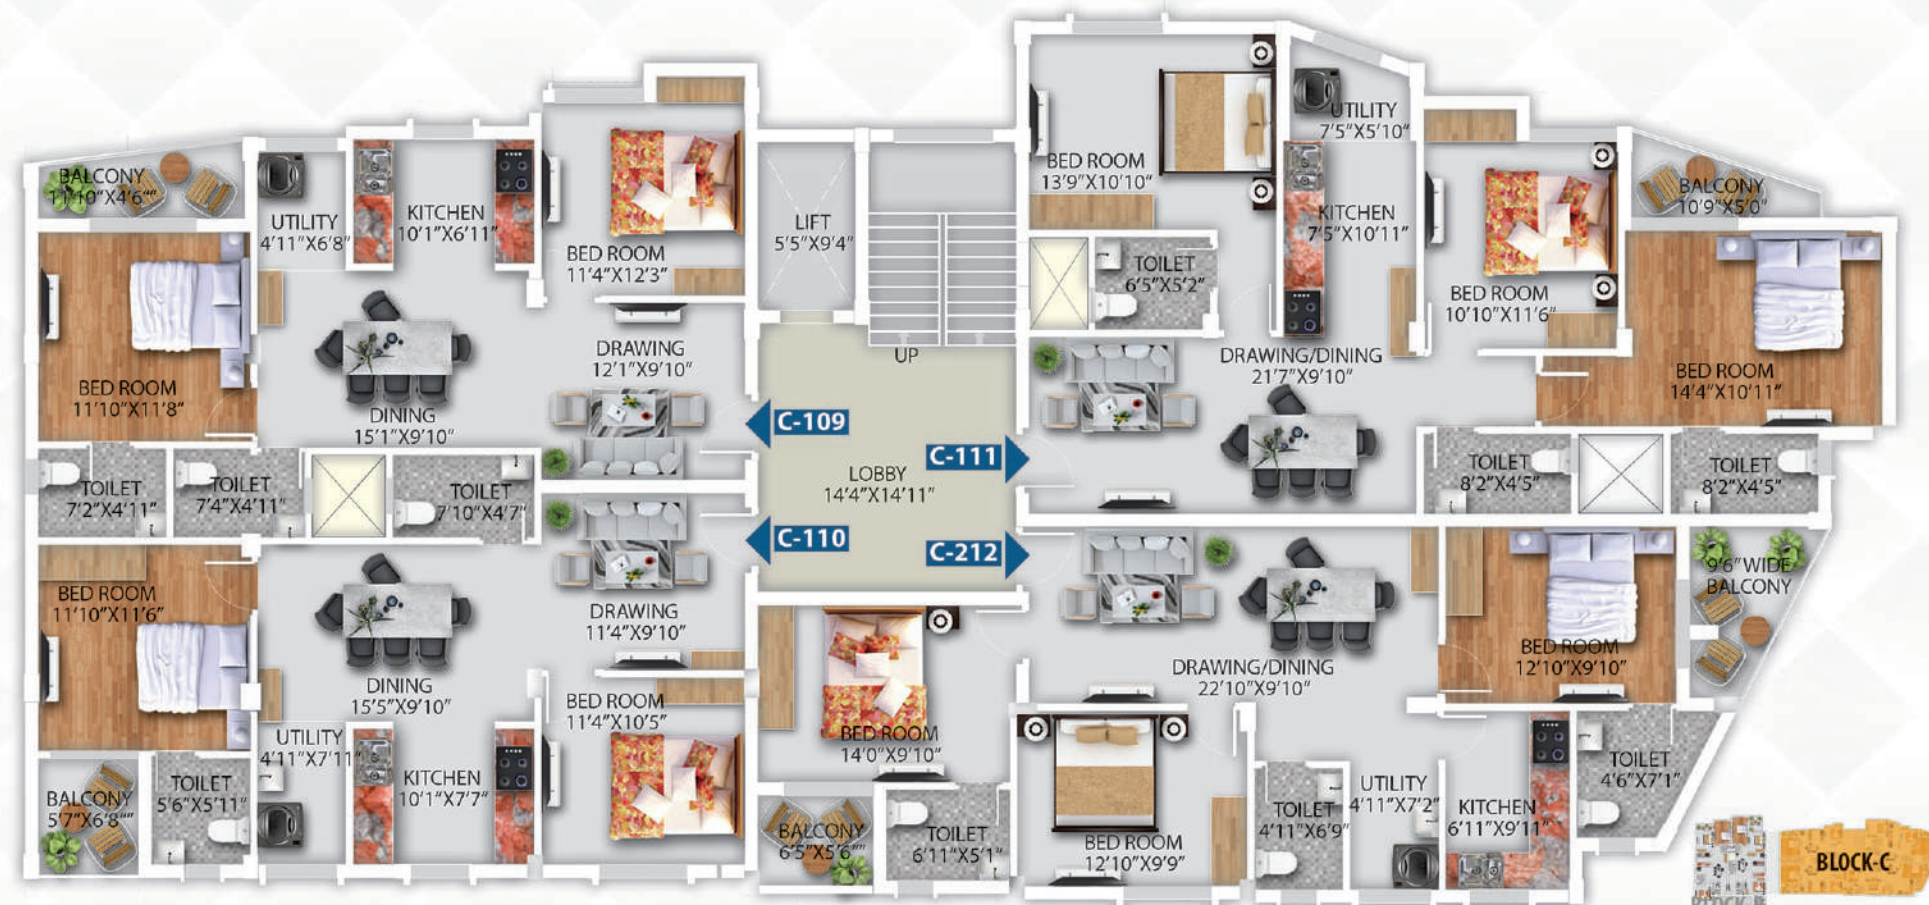 BALCONY
11'10"X4'6""
UTILITY
4'11"X6'8"
KITCHEN
10'1"X6'11"
BED ROOM
11'4"X12'3"
LIFT
5'5"X9'4"
BED ROOM
13'9"X10'10"
UTILITY
7'5"X5'10"
KITCHEN
7'5"X10'11"
BALCONY
10'9"X5'0"
TOILET
6'5"X5'2"
BED ROOM
10'10"X11'6"
BED ROOM
11'10"X11'8"
DINING
15'1"X9'10"
DRAWING
12'1"X9'10"
UP
DRAWING/DINING
21'7"X9'10"
BED ROOM
14'4"X10'11"
C-109
C-111
LOBBY
14'4"X14'11"
TOILET
7'2"X4'11"
TOILET
7'4"X4'11"
TOILET
7'10"X4'7"
TOILET
8'2"X4'5"
TOILET
8'2"X4'5"
C-110
C-212
BED ROOM
11'10"X11'6"
DRAWING
11'4"X9'10"
9'6" WIDE
BALCONY
DINING
15'5"X9'10"
BED ROOM
11'4"X10'5"
DRAWING/DINING
22'10"X9'10"
BED ROOM
12'10"X9'10"
UTILITY
4'11"X7'11"
KITCHEN
10'1"X7'7"
BED ROOM
14'0"X9'10"
BALCONY
5'7"X6'8""
TOILET
5'6"X5'11"
BALCONY
6'5"X5'6""
TOILET
6'11"X5'1"
BED ROOM
12'10"X9'9"
TOILET
4'11"X6'9"
UTILITY
4'11"X7'2"
KITCHEN
6'11"X9'11"
TOILET
4'6"X7'1"
BLOCK-C
BLOCK-B